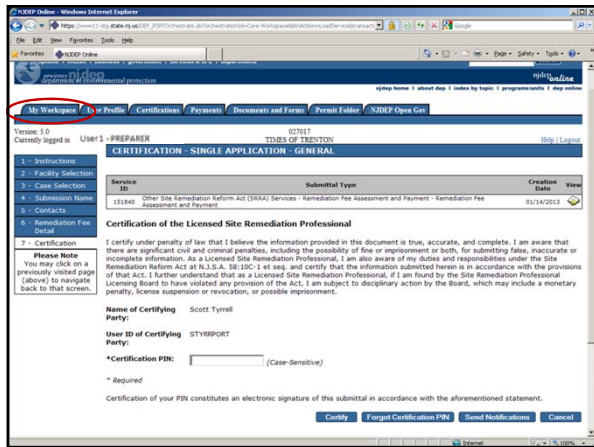 NJDEP Online - Windows Internet Explorer
File Edit View Favorites Tools Help
Favorites NJDEP Online
Page Safety Tools
new jersey nj.dep
department of environmental protection
njdep online
njdep home | about dep | index by topic | programs/units | dep online
My Workspace User Profile Certifications Payments Documents and Forms Permit Folder NJDEP Open Gov
Version: 5.0
Currently logged in User 1 - PREPARER
027017
TIMES OF TRENTON
Help | Logout
CERTIFICATION - SINGLE APPLICATION - GENERAL
1 - Instructions
2 - Facility Selection
3 - Case Selection
4 - Submission Name
5 - Contacts
6 - Remediation Fee
Detail
7 - Certification
Please Note
You may click on a
previously visited page
(above) to navigate
back to that screen.
Service
ID
Submittal Type
Creation
Date
View
151840
Other Site Remediation Reform Act (SRRA) Services - Remediation Fee Assessment and Payment - Remediation Fee
Assessment and Payment
01/14/2013
Certification of the Licensed Site Remediation Professional
I certify under penalty of law that I believe the information provided in this document is true, accurate, and complete. I am aware that
there are significant civil and criminal penalties, including the possibility of fine or imprisonment or both, for submitting false, inaccurate or
incomplete information. As a Licensed Site Remediation Professional, I am also aware of my duties and responsibilities under the Site
Remediation Reform Act at N.J.S.A. 58:10C-1 et seq. and certify that the information submitted herein is in accordance with the provisions
of that Act. I further understand that as a Licensed Site Remediation Professional, if I am found by the Site Remediation Professional
Licensing Board to have violated any provision of the Act, I am subject to disciplinary action by the Board, which may include a monetary
penalty, license suspension or revocation, or possible imprisonment.
Name of Certifying
Party:
Scott Tyrrell
User ID of Certifying
Party:
STYRRPORT
*Certification PIN:
(Case-Sensitive)
* Required
Certification of your PIN constitutes an electronic signature of this submittal in accordance with the aforementioned statement.
Certify Forgot Certification PIN Send Notifications Cancel
Internet
100%